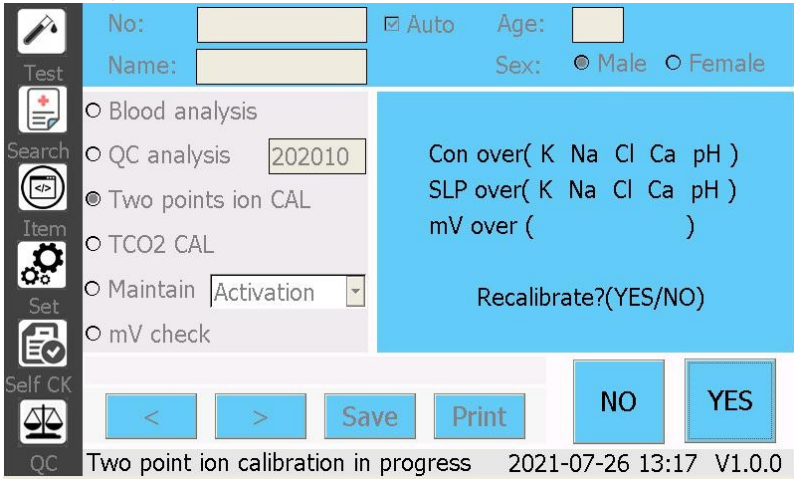 No:
Auto
Age:
Name:
Sex:
Male
Female
Test
Search
Item
Set
Self CK
QC
Blood analysis
QC analysis 202010
Two points ion CAL
TCO2 CAL
Maintain Activation
mV check
Con over( K Na Cl Ca pH )
SLP over( K Na Cl Ca pH )
mV over ( )
Recalibrate?(YES/NO)
< > Save Print
NO YES
Two point ion calibration in progress 2021-07-26 13:17 V1.0.0